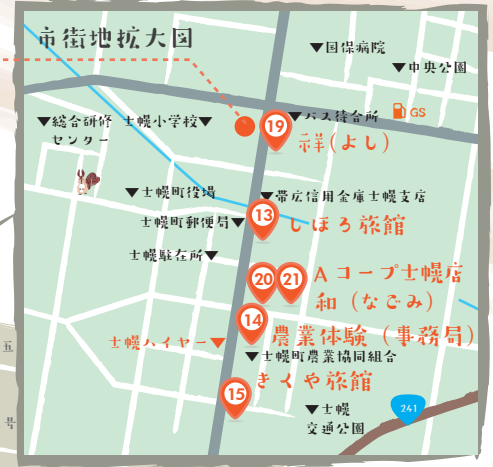 市街地拡大図
▼国保病院
▼中央公園
▼総合研修
センター
士幌小学校▼
▼バス待合所
GS
19
祥(よし)
▼士幌町役場
▼帯広信用金庫士幌支店
士幌町郵便局▼
13
しほろ旅館
士幌駐在所▼
20
21
Aコープ士幌店
和(なごみ)
14
農業体験(事務局)
士幌ハイヤー▼
▼士幌町農業協同組合
15
きくや旅館
▼士幌
交通公園
241
五
号